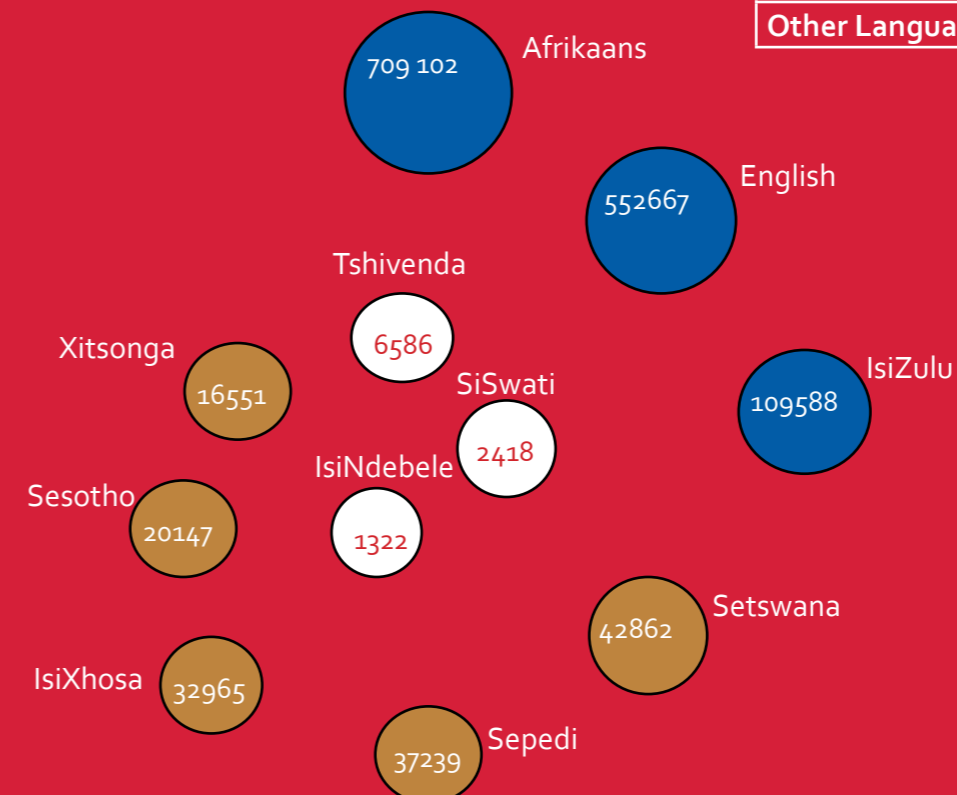 Other Langua
Afrikaans
709 102
English
552667
Tshivenda
6586
Xitsonga
16551
SiSwati
2418
IsiZulu
109588
IsiNdebele
1322
Sesotho
20147
Setswana
42862
IsiXhosa
32965
Sepedi
37239